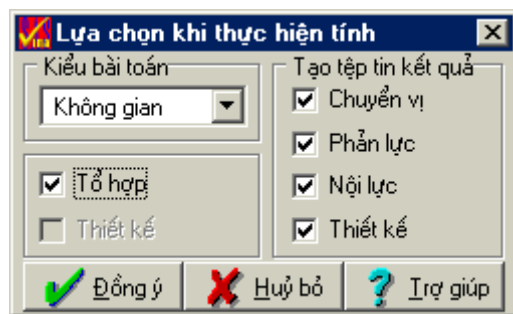 Lựa chọn khi thực hiện tính
Kiểu bài toán
Không gian
Tổ hợp
Thiết kế
Tạo tệp tin kết quả
Chuyển vị
Phản lực
Nội lực
Thiết kế
Đồng ý
Huỷ bỏ
Trợ giúp